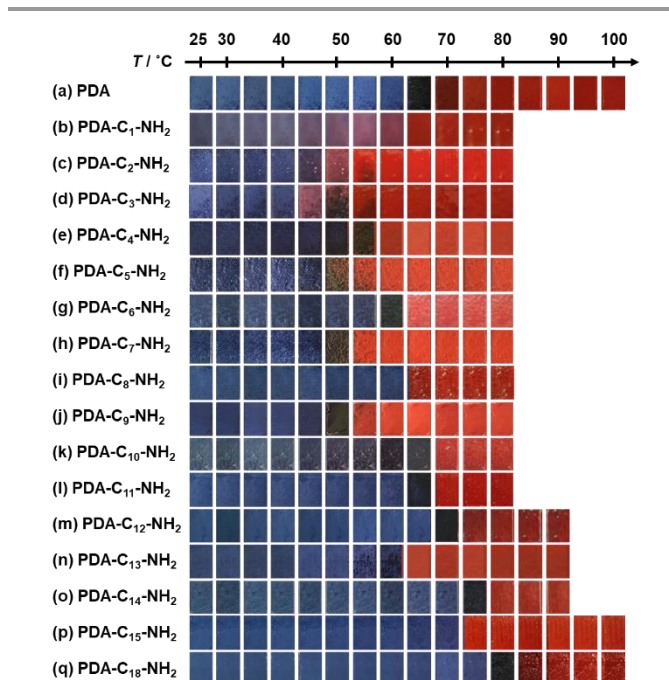 25 30 40 50 60 70 80 90 100
T / °C
(a) PDA
(b) PDA-C₁-NH₂
(c) PDA-C₂-NH₂
(d) PDA-C₃-NH₂
(e) PDA-C₄-NH₂
(f) PDA-C₅-NH₂
(g) PDA-C₆-NH₂
(h) PDA-C₇-NH₂
(i) PDA-C₈-NH₂
(j) PDA-C₉-NH₂
(k) PDA-C₁₀-NH₂
(l) PDA-C₁₁-NH₂
(m) PDA-C₁₂-NH₂
(n) PDA-C₁₃-NH₂
(o) PDA-C₁₄-NH₂
(p) PDA-C₁₅-NH₂
(q) PDA-C₁₈-NH₂